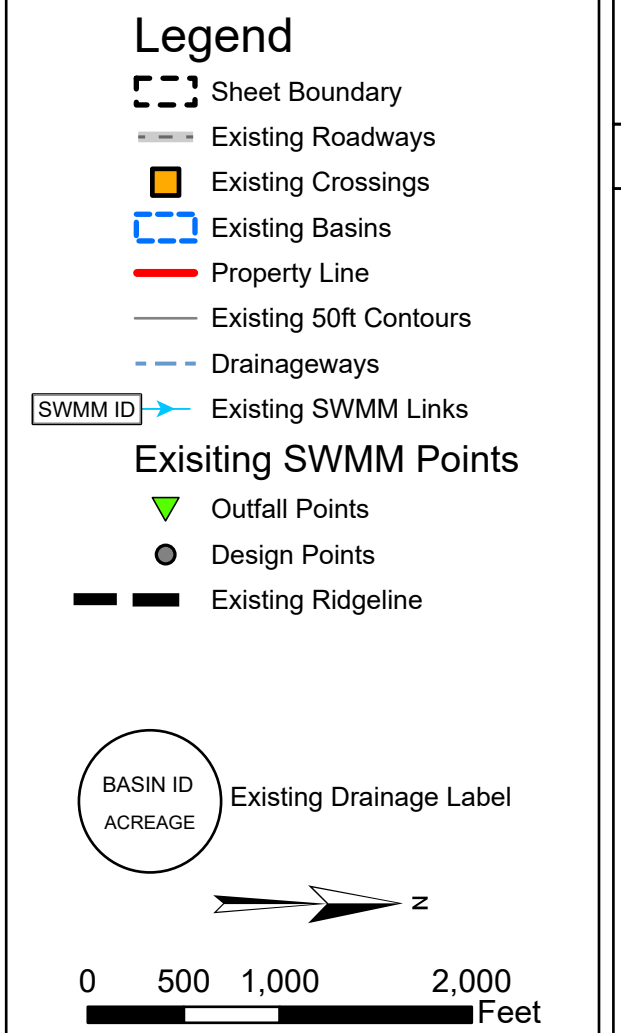 Legend
Sheet Boundary
Existing Roadways
Existing Crossings
Existing Basins
Property Line
Existing 50ft Contours
Drainageways
SWMM ID Existing SWMM Links
Exisiting SWMM Points
Outfall Points
Design Points
Existing Ridgeline
BASIN ID
ACREAGE
Existing Drainage Label
N
0 500 1,000 2,000
Feet